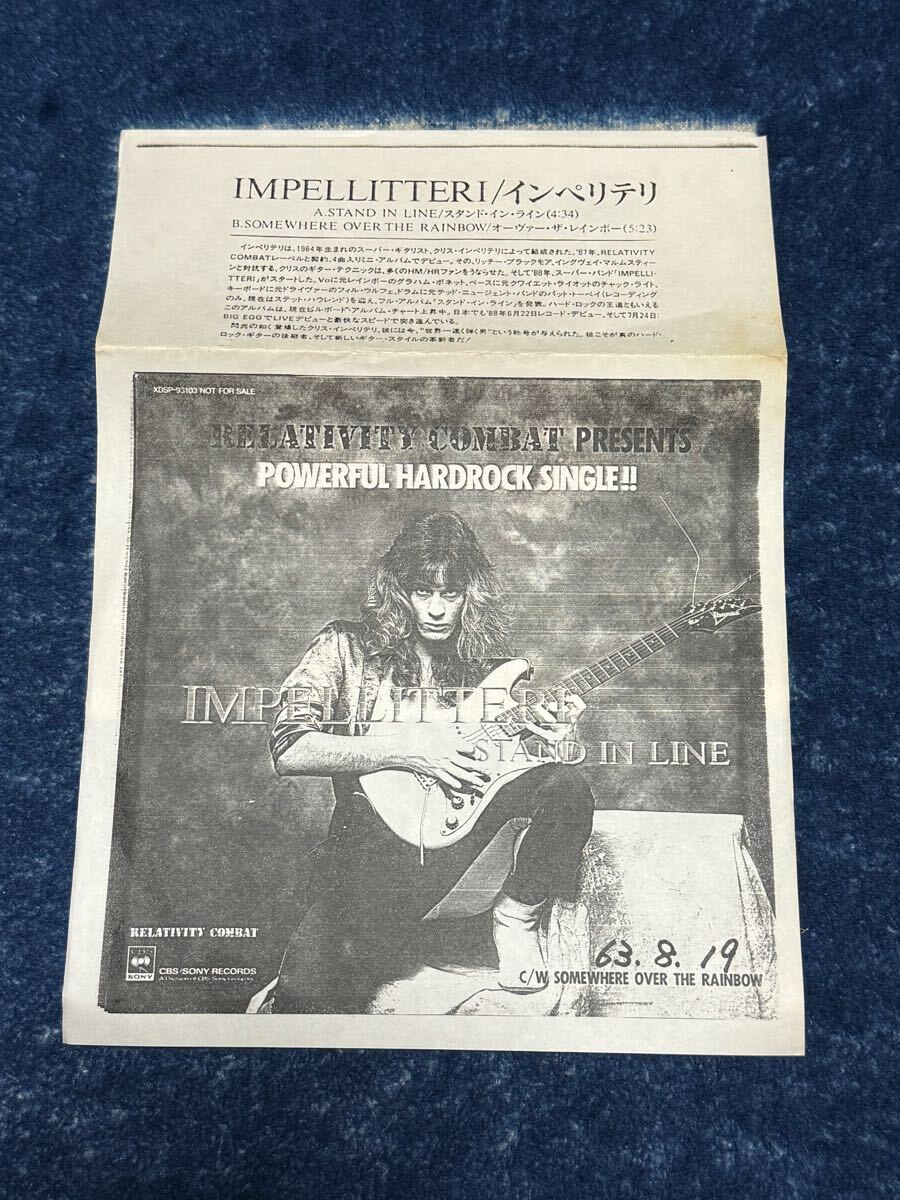 IMPELLITTERI/インペリテリ
A.STAND IN LINE/スタンド・イン・ライン(4:34)
B.SOMEWHERE OVER THE RAINBOW/オーヴァー・ザ・レインボー(5:23)
インペリテリは、1964年生まれのスーパー・ギタリスト、クリス・インペリテリによって結成された。'87年、RELATIVITY
COMBATレーベルと契約、4曲入りミニ・アルバムでデビュー。その、リッチー・ブラックモア、イングヴェイ・マルムスティー
ンと対抗する、クリスのギター・テクニックは、多くのHM/HRファンをうならせた。そして'88年、スーパー・バンド「IMPELLI-
TTERI」がスタートした。Voに元レインボーのグラハム・ボネット、ベースに元クワイエット・ライオットのチャック・ライト、
キーボードに元ドライヴァーのフィル・ウルフェ、ドラムに元テッド・ニュージェント・バンドのパット・トーペイ(レコーディング
のみ、現在はステット・ハウレンド)を迎え、フル・アルバム「スタンド・イン・ライン」を発表。ハード・ロックの王道ともいえる
このアルバムは、現在ビルボード・アルバム・チャート上昇中。日本でも'88年6月22日レコード・デビュー、そして7月24日:
BIG EGGでLIVEデビューと豪快なスピードで突き進んでいる。
閃光の如く登場したクリス・インペリテリ、彼には今、"世界一速く弾く男"という称号が与えられた。彼こそが真のハード・
ロック・ギターの後継者、そして新しいギター・スタイルの革新者だ!
XDSP-93103 NOT FOR SALE
RELATIVITY COMBAT PRESENTS
POWERFUL HARDROCK SINGLE!!
Ibanez
IMPELLITTERI
STAND IN LINE
RELATIVITY COMBAT
CBS
SONY
CBS/SONY RECORDS
63.8.19
C/W SOMEWHERE OVER THE RAINBOW